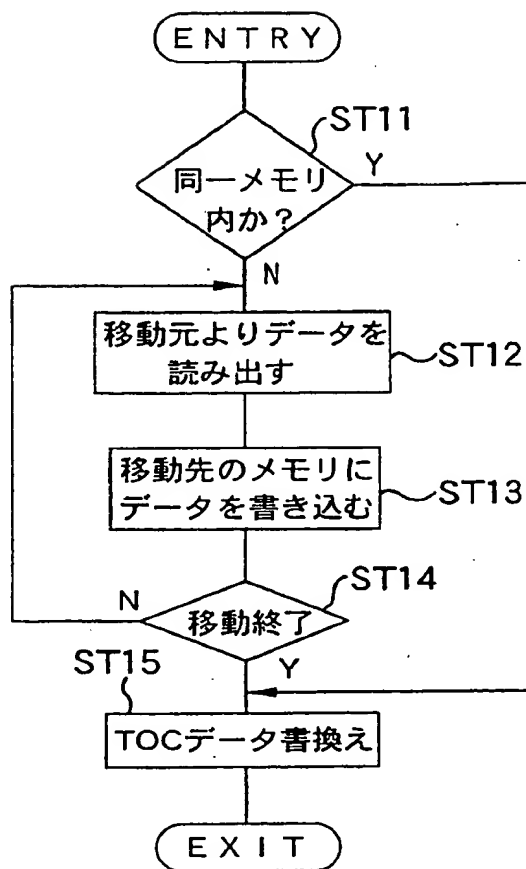 ENTRY
ST11
同一メモリ
内か？
Y
N
移動元よりデータを
読み出す
ST12
移動先のメモリに
データを書き込む
ST13
ST14
N
移動終了
ST15
Y
TOCデータ書換え
EXIT